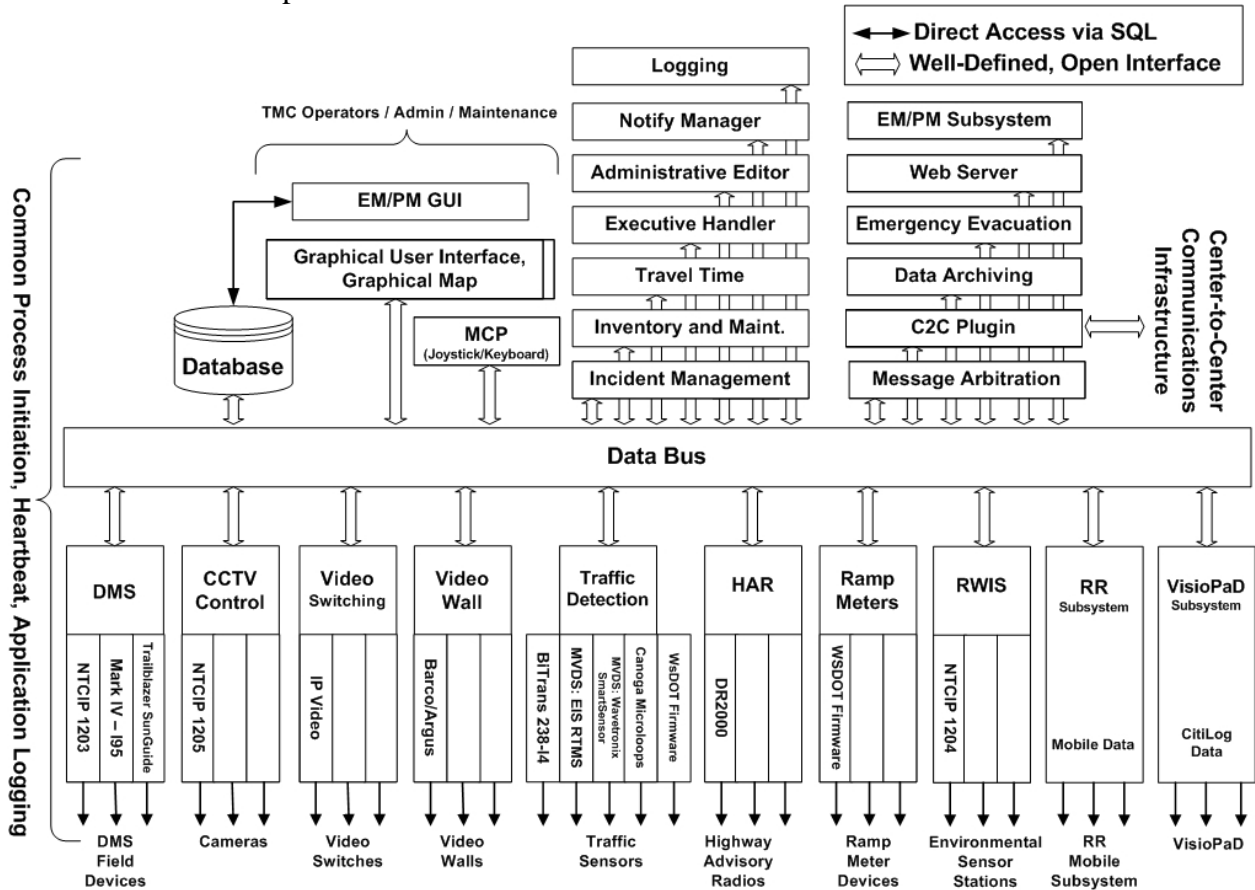 Direct Access via SQL
Well-Defined, Open Interface
Logging
TMC Operators / Admin / Maintenance
Notify Manager
EM/PM Subsystem
Administrative Editor
Web Server
EM/PM GUI
Executive Handler
Emergency Evacuation
Graphical User Interface,
Graphical Map
Travel Time
Data Archiving
MCP
(Joystick/Keyboard)
Inventory and Maint.
C2C Plugin
Center-to-Center
Communications
Infrastructure
Database
Incident Management
Message Arbitration
Common Process Initiation, Heartbeat, Application Logging
Data Bus
DMS
CCTV
Control
Video
Switching
Video
Wall
Traffic
Detection
HAR
Ramp
Meters
RWIS
RR
Subsystem
VisioPaD
Subsystem
NTCIP 1203
Mark IV – I95
Trailblazer SunGuide
NTCIP 1205
IP Video
Barco/Argus
BiTrans 238-I4
MVDS: EIS RTMS
MVDS: Wavetronix
SmartSensor
Canoga Microloops
WsDOT Firmware
DR2000
WSDOT Firmware
NTCIP 1204
Mobile Data
CitiLog
Data
DMS
Field
Devices
Cameras
Video
Switches
Video
Walls
Traffic
Sensors
Highway
Advisory
Radios
Ramp
Meter
Devices
Environmental
Sensor
Stations
RR
Mobile
Subsystem
VisioPaD